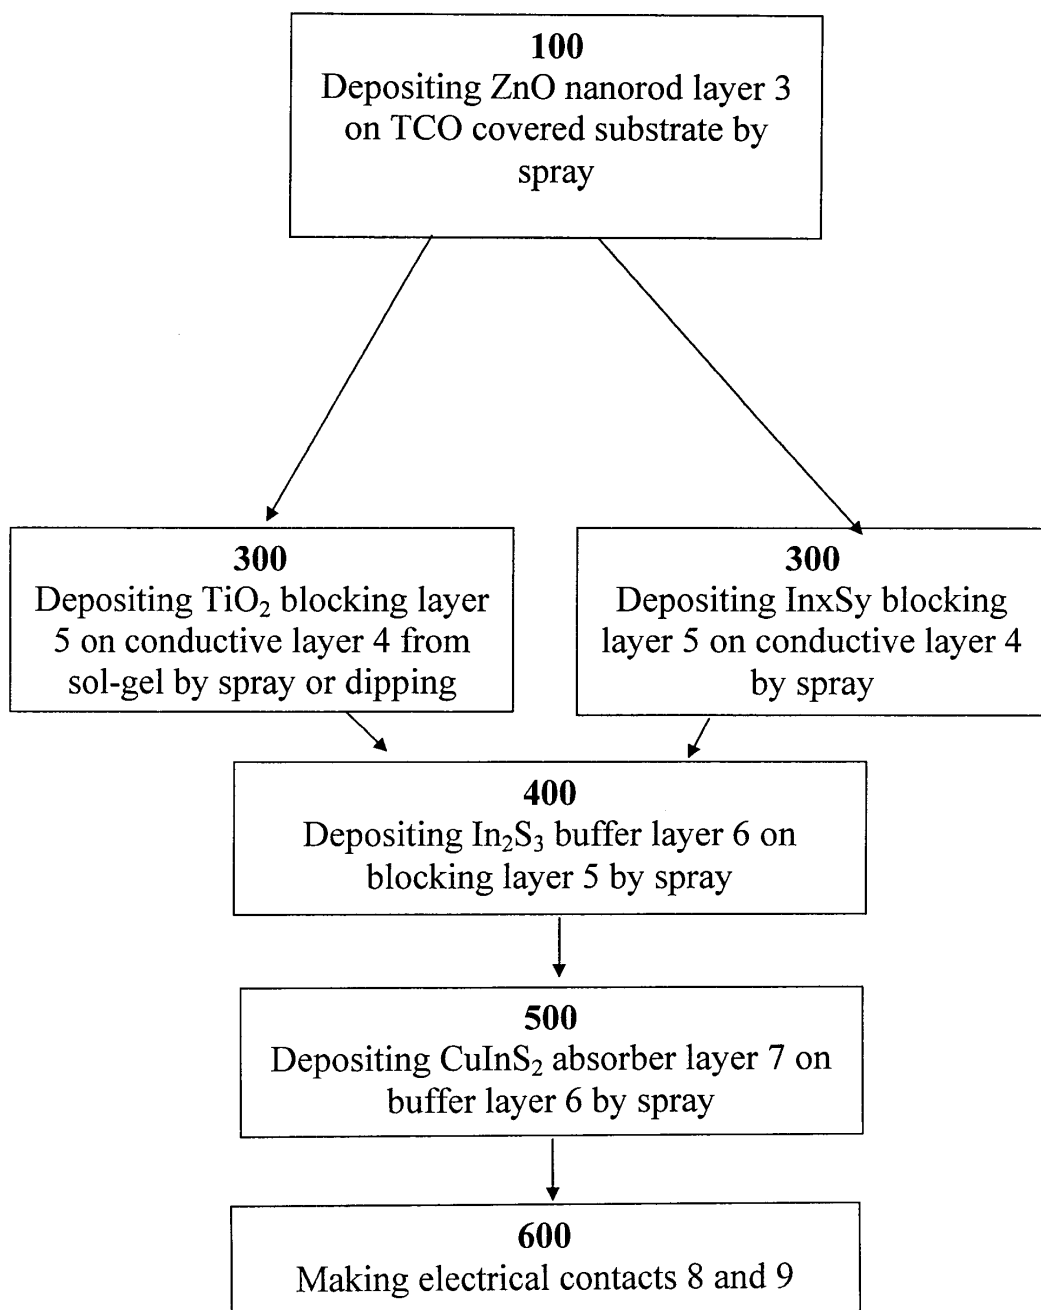 100
Depositing ZnO nanorod layer 3
on TCO covered substrate by
spray
300
Depositing TiO₂ blocking layer
5 on conductive layer 4 from
sol-gel by spray or dipping
300
Depositing InxSy blocking
layer 5 on conductive layer 4
by spray
400
Depositing In₂S₃ buffer layer 6 on
blocking layer 5 by spray
500
Depositing CuInS₂ absorber layer 7 on
buffer layer 6 by spray
600
Making electrical contacts 8 and 9